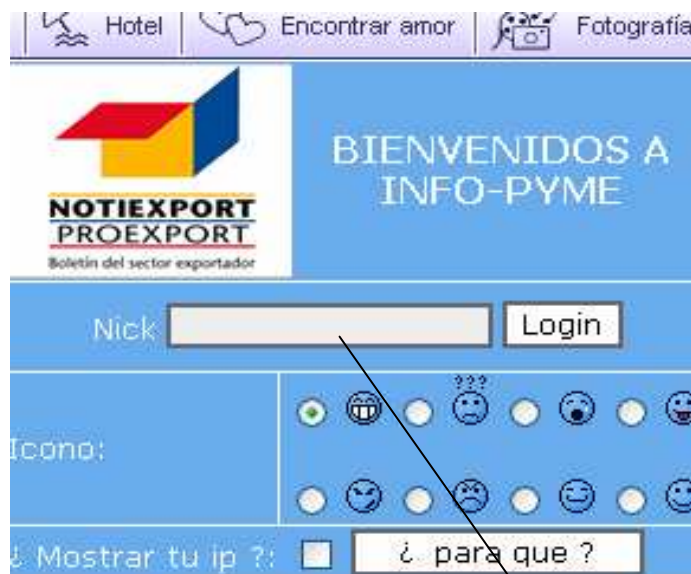 Hotel Encontrar amor Fotografía
BIENVENIDOS A
INFO-PYME
NOTIEXPORT
PROEXPORT
Boletín del sector exportador
Nick Login
???
Icono:
¿ Mostrar tu ip ?: ¿ para que ?